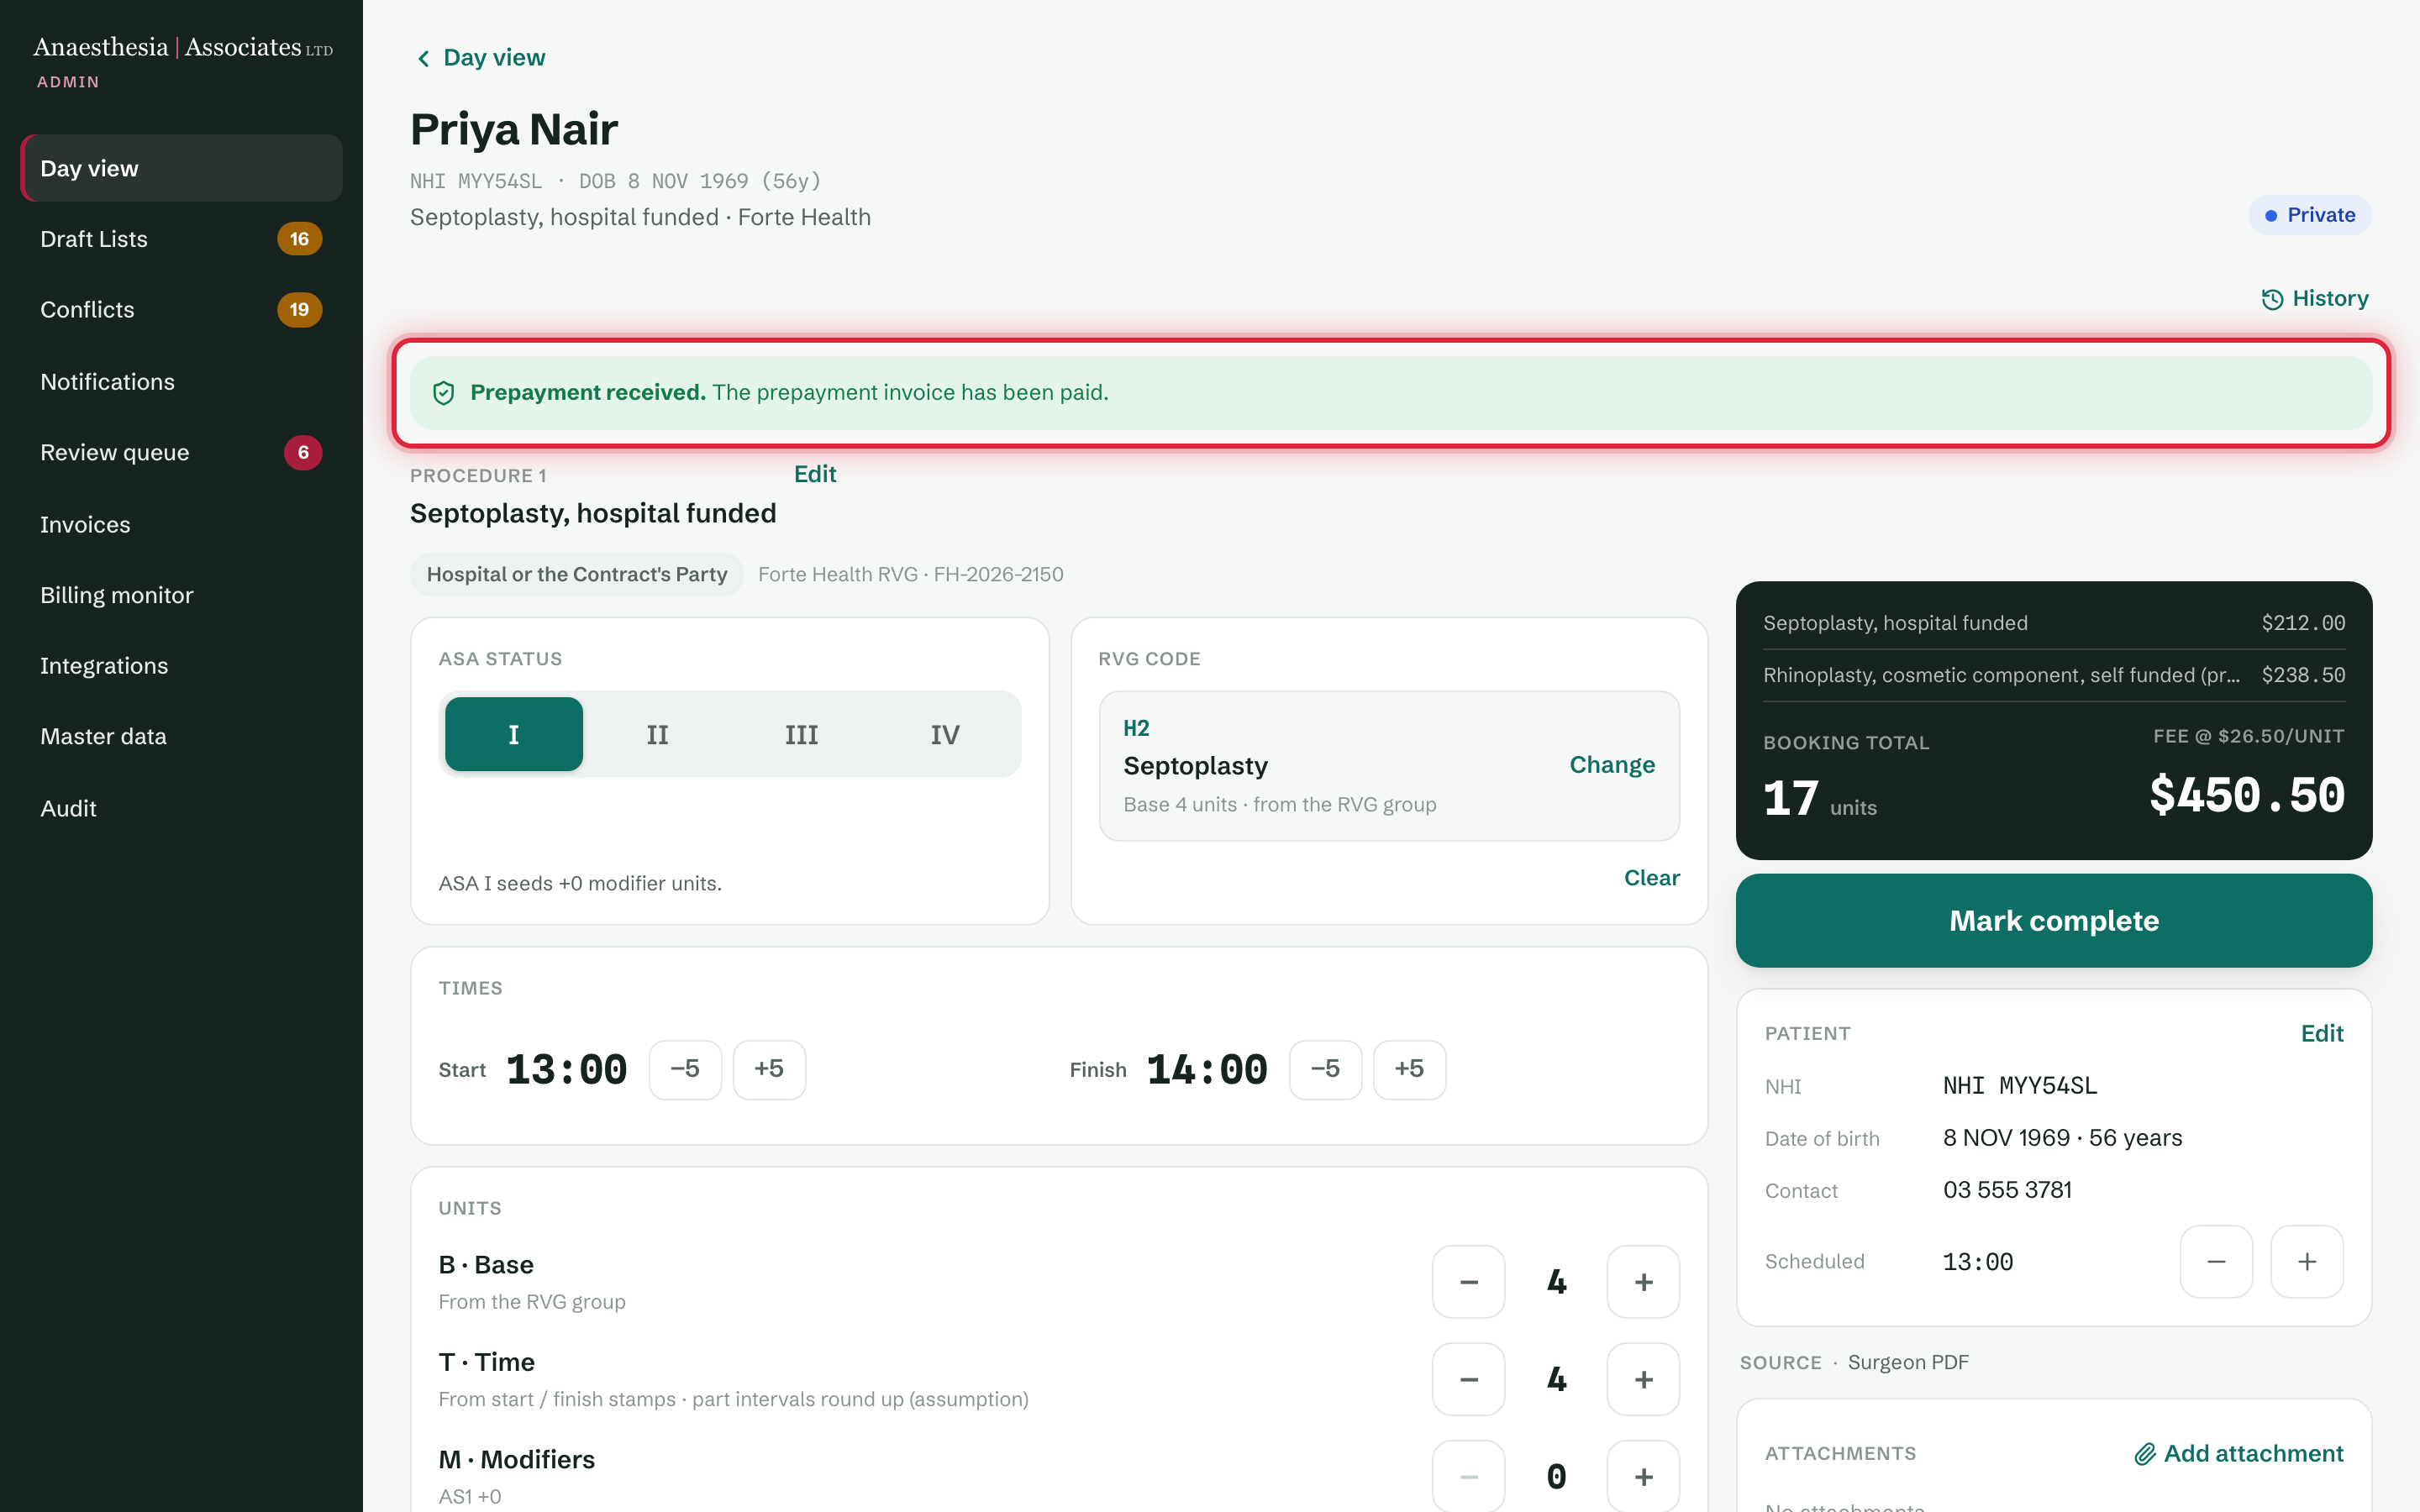 Anaesthesia | Associates LTD
ADMIN
Day view
Draft Lists 16
Conflicts 19
Notifications
Review queue 6
Invoices
Billing monitor
Integrations
Master data
Audit
Day view
Priya Nair
NHI MYY54SL · DOB 8 NOV 1969 (56y)
Septoplasty, hospital funded · Forte Health
Private
History
Prepayment received. The prepayment invoice has been paid.
PROCEDURE 1 Edit
Septoplasty, hospital funded
Hospital or the Contract's Party Forte Health RVG · FH-2026-2150
ASA STATUS
I II III IV
ASA I seeds +0 modifier units.
RVG CODE
H2
Septoplasty Change
Base 4 units · from the RVG group
Clear
TIMES
Start 13:00 −5 +5 Finish 14:00 −5 +5
UNITS
B · Base
From the RVG group
− 4 +
T · Time
From start / finish stamps · part intervals round up (assumption)
− 4 +
M · Modifiers
AS1 +0
− 0 +
Septoplasty, hospital funded $212.00
Rhinoplasty, cosmetic component, self funded (pr... $238.50
BOOKING TOTAL FEE @ $26.50/UNIT
17 units $450.50
Mark complete
PATIENT Edit
NHI NHI MYY54SL
Date of birth 8 NOV 1969 · 56 years
Contact 03 555 3781
Scheduled 13:00 − +
SOURCE · Surgeon PDF
ATTACHMENTS Add attachment
No attachments